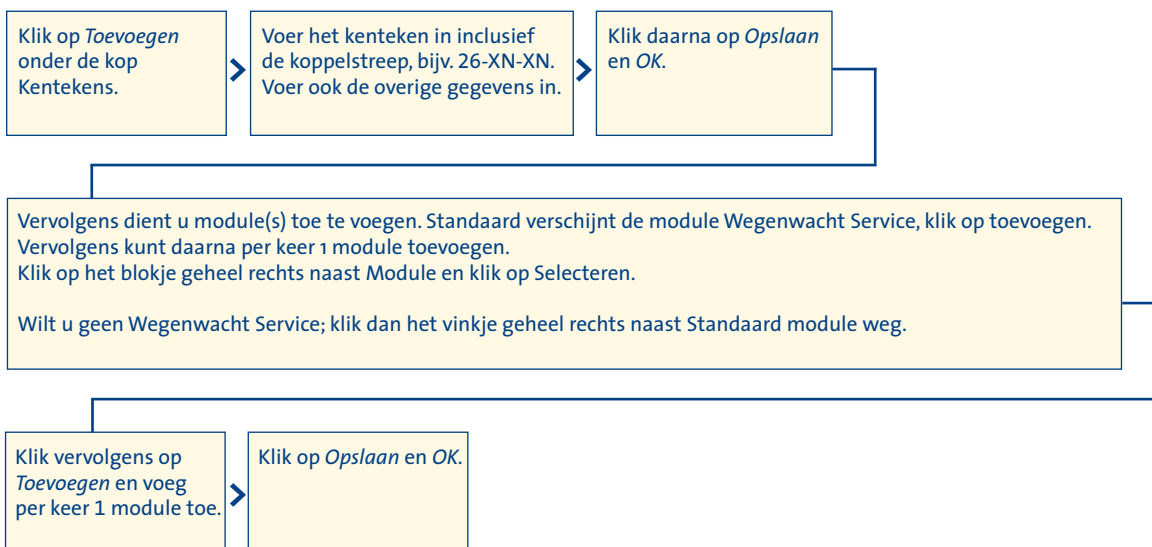 Klik op Toevoegen
onder de kop
Kentekens.
Voer het kenteken in inclusief
de koppelstreep, bijv. 26-XN-XN.
Voer ook de overige gegevens in.
Klik daarna op Opslaan
en OK.
Vervolgens dient u module(s) toe te voegen. Standaard verschijnt de module Wegenwacht Service, klik op toevoegen.
Vervolgens kunt daarna per keer 1 module toevoegen.
Klik op het blokje geheel rechts naast Module en klik op Selecteren.
Wilt u geen Wegenwacht Service; klik dan het vinkje geheel rechts naast Standaard module weg.
Klik vervolgens op
Toevoegen en voeg
per keer 1 module toe.
Klik op Opslaan en OK.